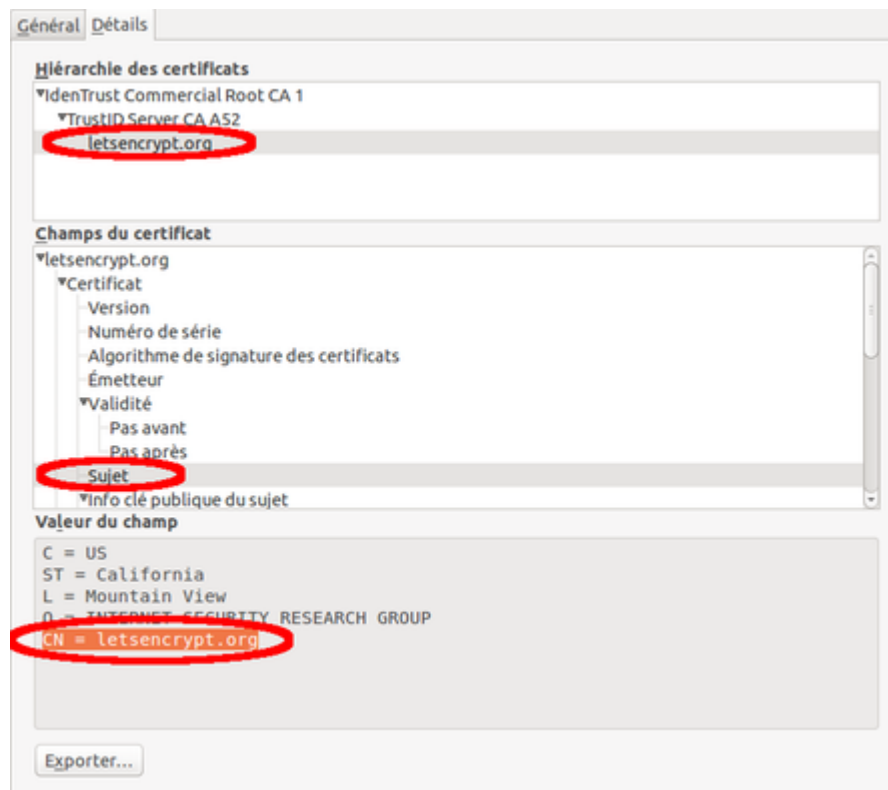 Général Détails
Hiérarchie des certificats
IdenTrust Commercial Root CA 1
TrustID Server CA A52
letsencrypt.org
Champs du certificat
letsencrypt.org
Certificat
Version
Numéro de série
Algorithme de signature des certificats
Émetteur
Validité
Pas avant
Pas après
Sujet
Info clé publique du sujet
Valeur du champ
C = US
ST = California
L = Mountain View
O = INTERNET SECURITY RESEARCH GROUP
CN = letsencrypt.org
Exporter...